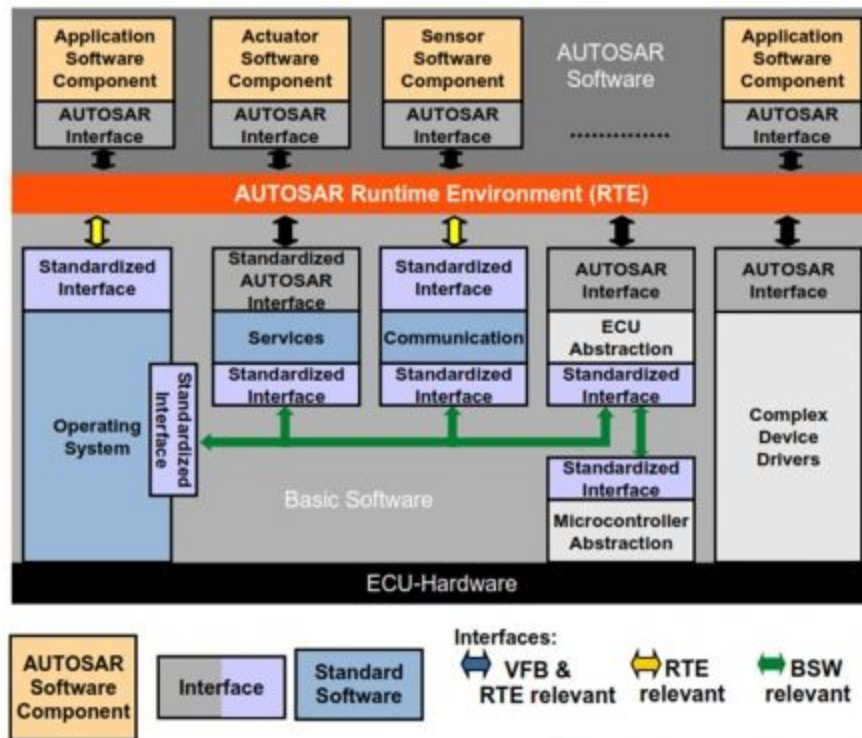 Application
Software
Component
AUTOSAR
Interface
Actuator
Software
Component
AUTOSAR
Interface
Sensor
Software
Component
AUTOSAR
Interface
AUTOSAR
Software
..............
Application
Software
Component
AUTOSAR
Interface
AUTOSAR Runtime Environment (RTE)
Standardized
Interface
Operating
System
Standardized
Interface
Standardized
AUTOSAR
Interface
Services
Standardized
Interface
Standardized
Interface
Communication
Standardized
Interface
AUTOSAR
Interface
ECU
Abstraction
Standardized
Interface
Standardized
Interface
Microcontroller
Abstraction
AUTOSAR
Interface
Complex
Device
Drivers
Basic Software
ECU-Hardware
AUTOSAR
Software
Component
Interface
Standard
Software
Interfaces:
VFB &
RTE relevant
RTE
relevant
BSW
relevant